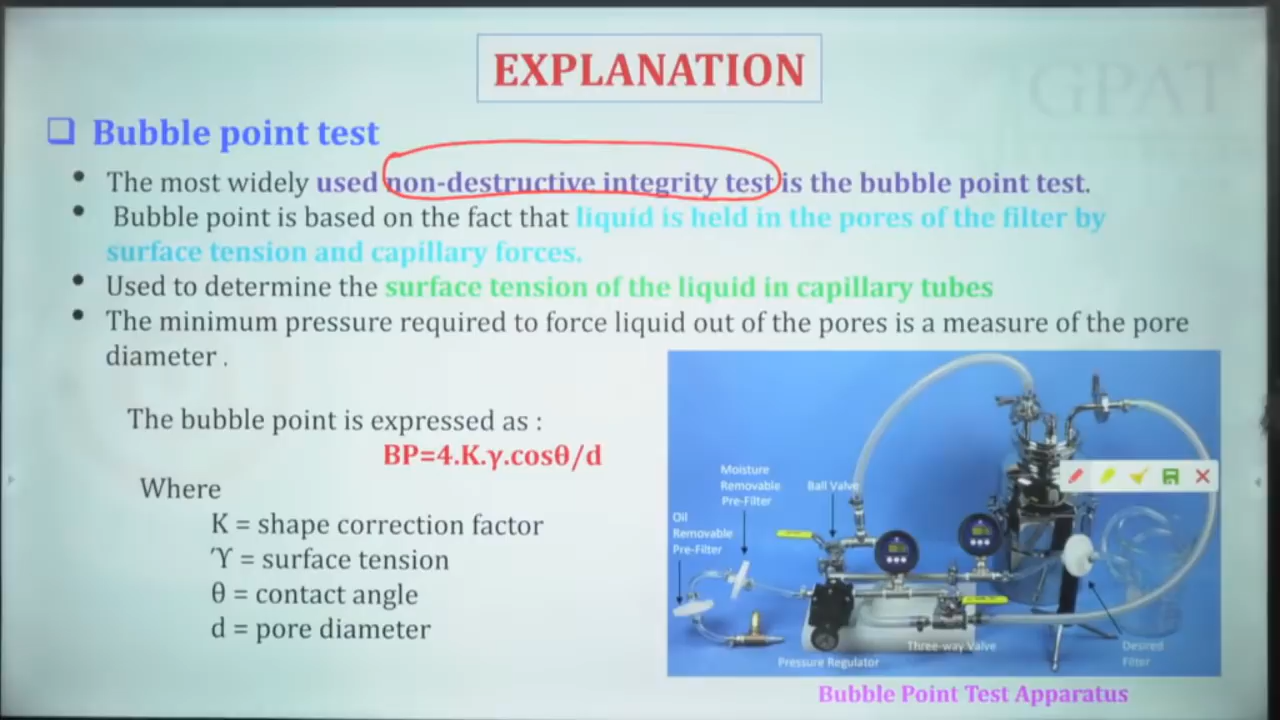 EXPLANATION
GPAT
❑ Bubble point test
• The most widely used non-destructive integrity test is the bubble point test.
• Bubble point is based on the fact that liquid is held in the pores of the filter by
surface tension and capillary forces.
• Used to determine the surface tension of the liquid in capillary tubes
• The minimum pressure required to force liquid out of the pores is a measure of the pore
diameter .
The bubble point is expressed as :
BP=4.K.γ.cosθ/d
Where
K = shape correction factor
ϒ = surface tension
θ = contact angle
d = pore diameter
Moisture
Removable
Pre-Filter
Ball Valve
Oil
Removable
Pre-Filter
Three-way Valve
Desired
Filter
Pressure Regulator
Bubble Point Test Apparatus